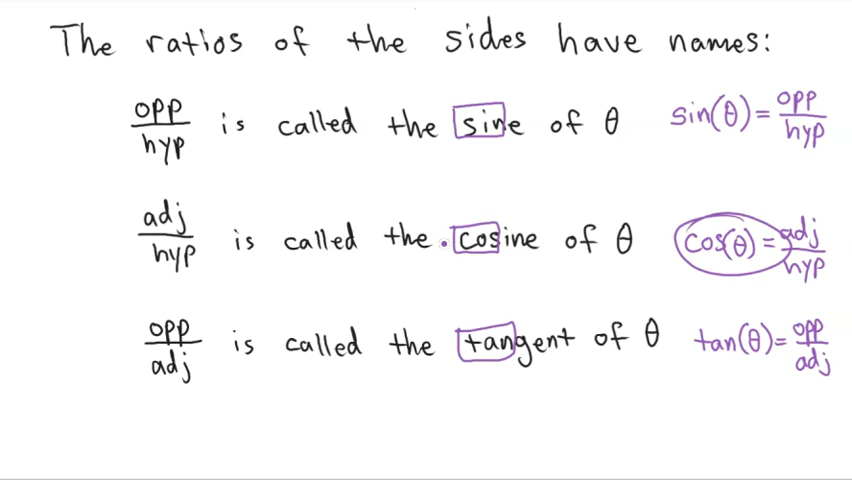 The ratios of the sides have names:
opp/hyp is called the sine of θ sin(θ) = opp/hyp
adj/hyp is called the cosine of θ cos(θ) = adj/hyp
opp/adj is called the tangent of θ tan(θ) = opp/adj